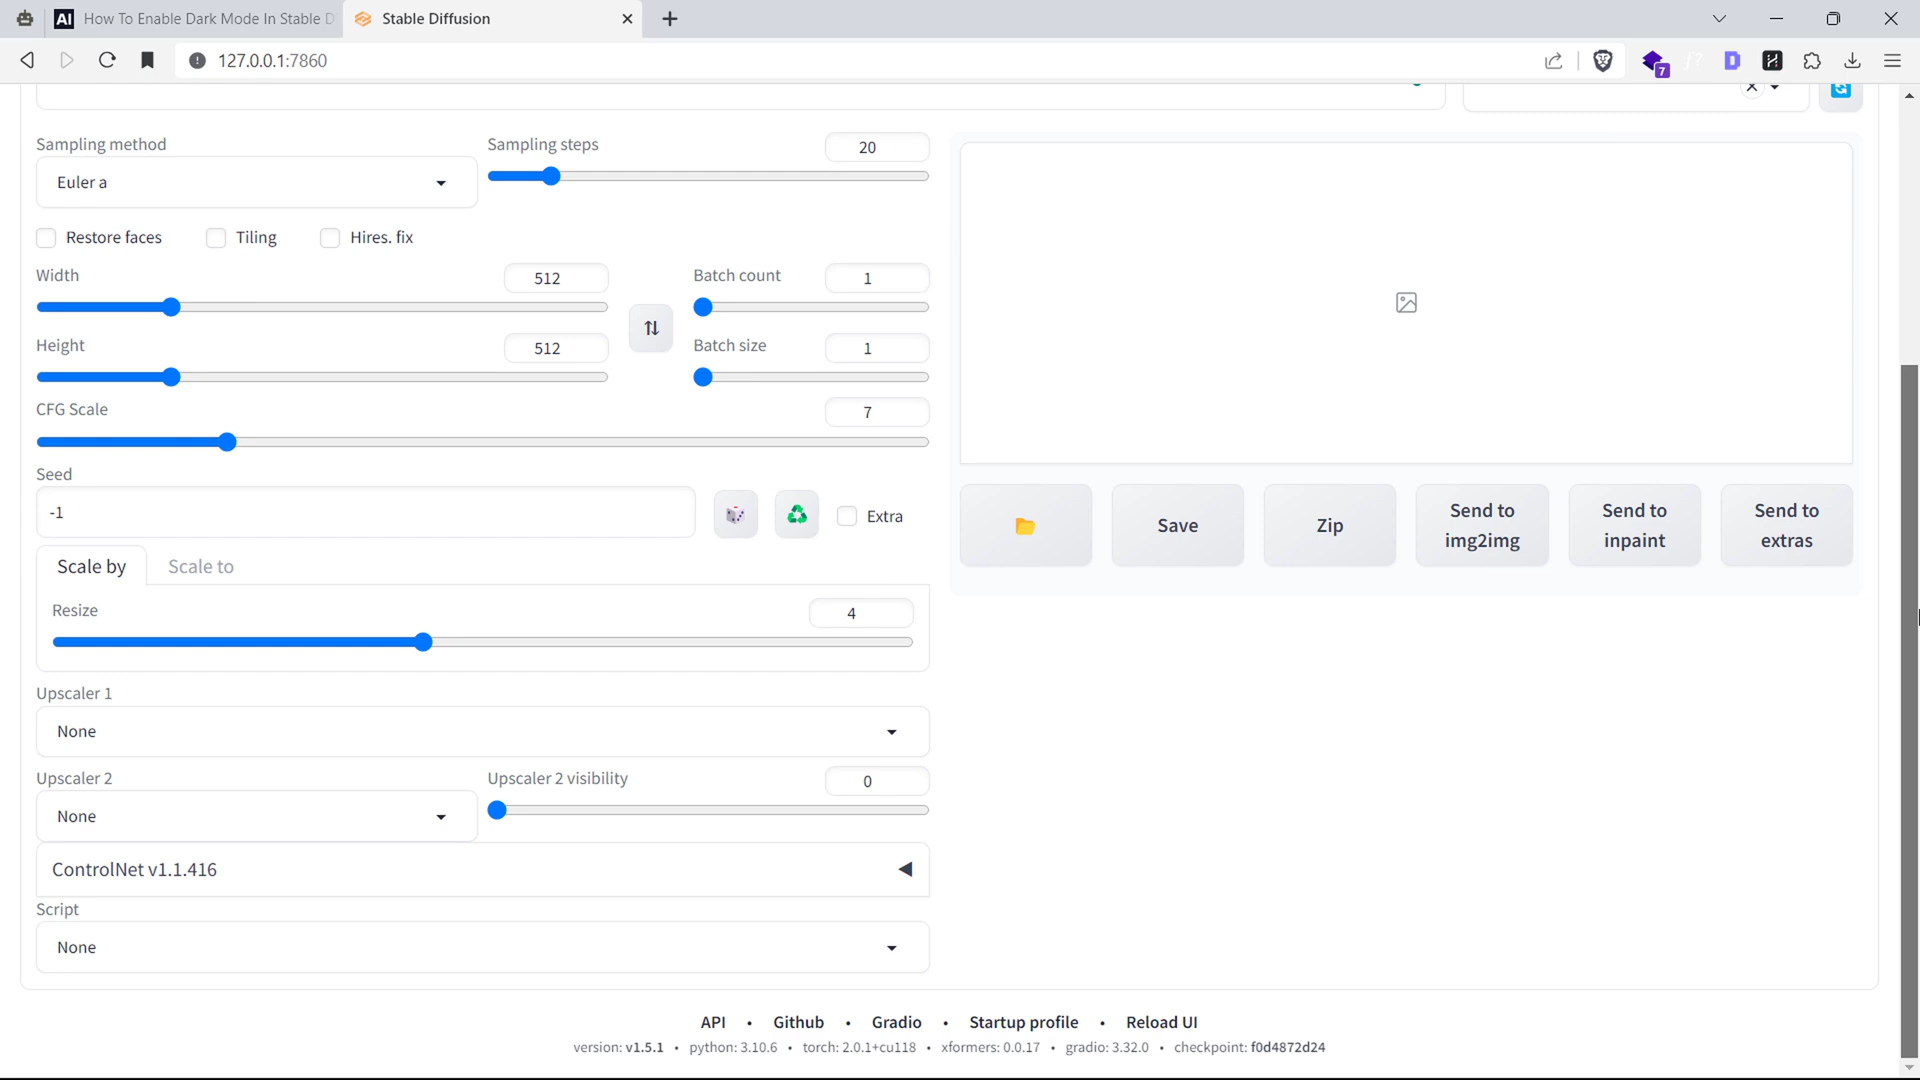 AI How To Enable Dark Mode In Stable D
Stable Diffusion
127.0.0.1:7860
7
Sampling method
Sampling steps
20
Euler a
Restore faces
Tiling
Hires. fix
Width
512
Batch count
1
Height
512
Batch size
1
CFG Scale
7
Seed
-1
Extra
Save
Zip
Send to
img2img
Send to
inpaint
Send to
extras
Scale by
Scale to
Resize
4
Upscaler 1
None
Upscaler 2
Upscaler 2 visibility
0
None
ControlNet v1.1.416
Script
None
API • Github • Gradio • Startup profile • Reload UI
version: v1.5.1 • python: 3.10.6 • torch: 2.0.1+cu118 • xformers: 0.0.17 • gradio: 3.32.0 • checkpoint: f0d4872d24